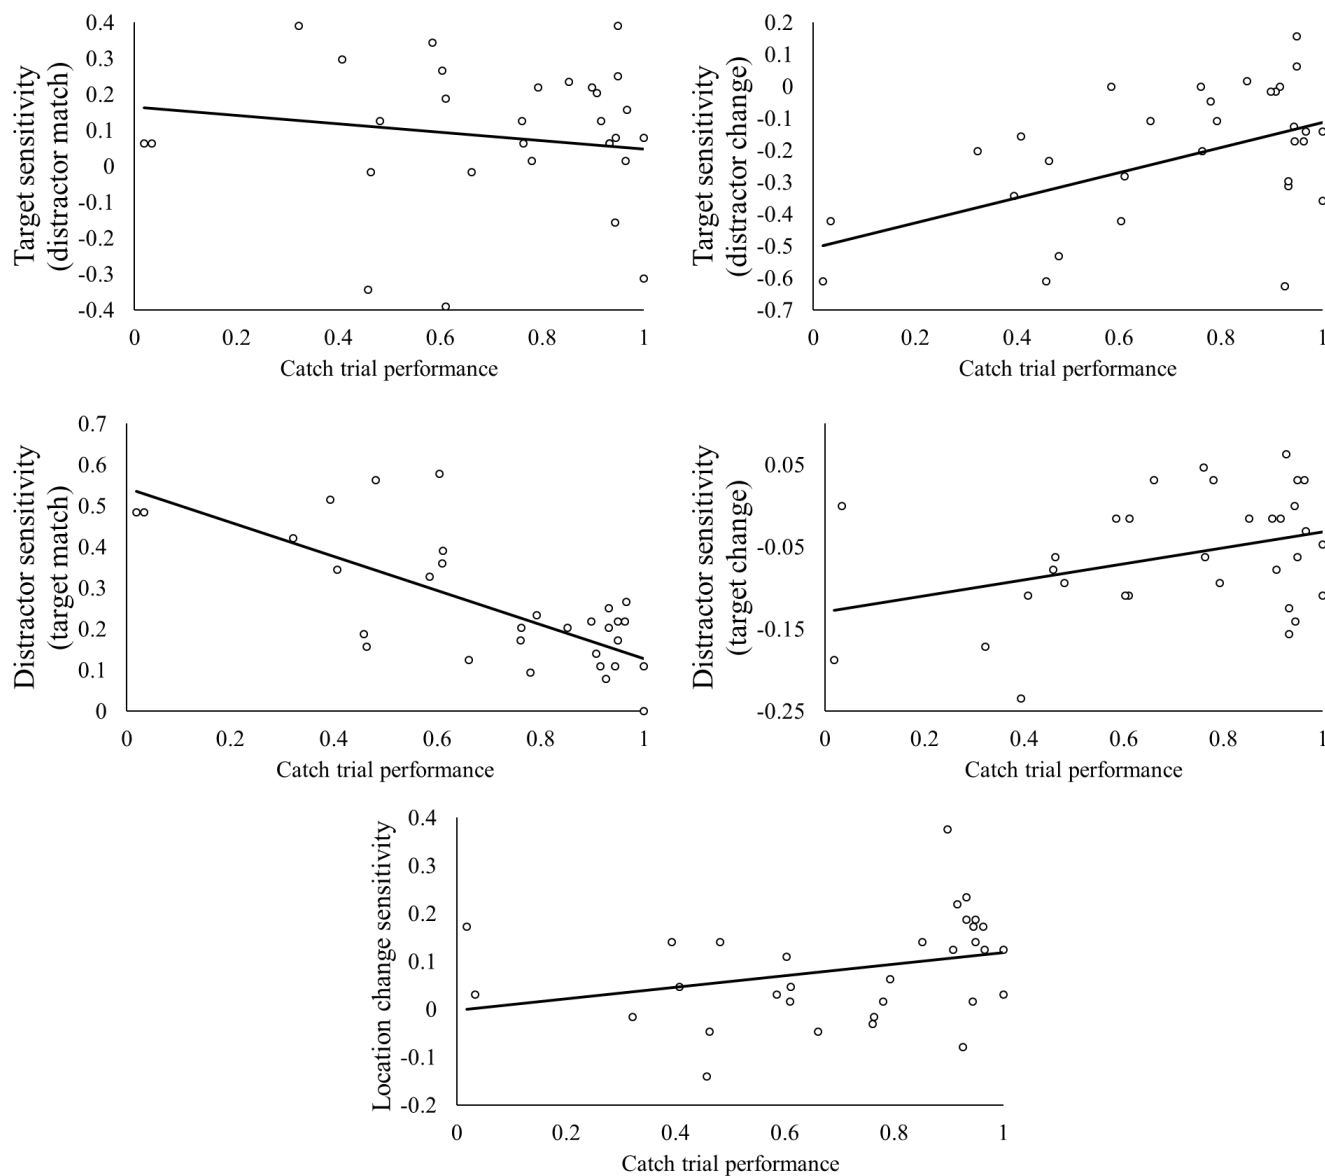 Target sensitivity
(distractor match)
0.4
0.3
0.2
0.1
0
-0.1
-0.2
-0.3
-0.4
0 0.2 0.4 0.6 0.8 1
Catch trial performance
Target sensitivity
(distractor change)
0.2
0.1
0
-0.1
-0.2
-0.3
-0.4
-0.5
-0.6
-0.7
0 0.2 0.4 0.6 0.8 1
Catch trial performance
Distractor sensitivity
(target match)
0.7
0.6
0.5
0.4
0.3
0.2
0.1
0
0 0.2 0.4 0.6 0.8 1
Catch trial performance
Distractor sensitivity
(target change)
0.05
-0.05
-0.15
-0.25
0 0.2 0.4 0.6 0.8 1
Catch trial performance
Location change sensitivity
0.4
0.3
0.2
0.1
0
-0.1
-0.2
0 0.2 0.4 0.6 0.8 1
Catch trial performance